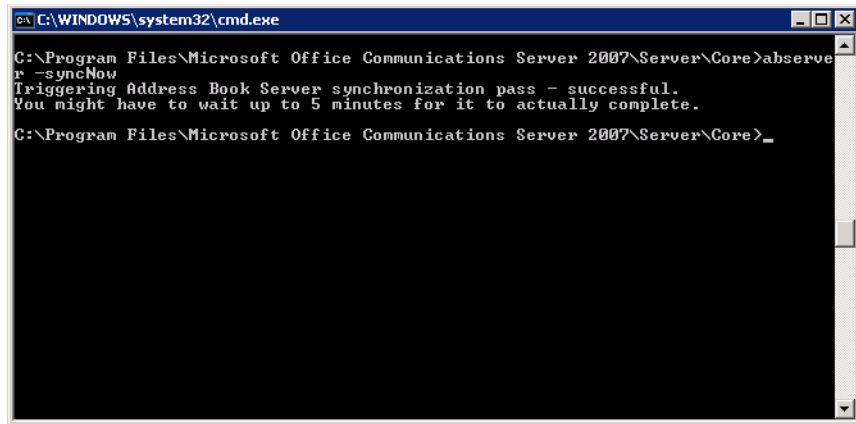 C:\WINDOWS\system32\cmd.exe
C:\Program Files\Microsoft Office Communications Server 2007\Server\Core>abserve
r -syncNow
Triggering Address Book Server synchronization pass - successful.
You might have to wait up to 5 minutes for it to actually complete.
C:\Program Files\Microsoft Office Communications Server 2007\Server\Core>_